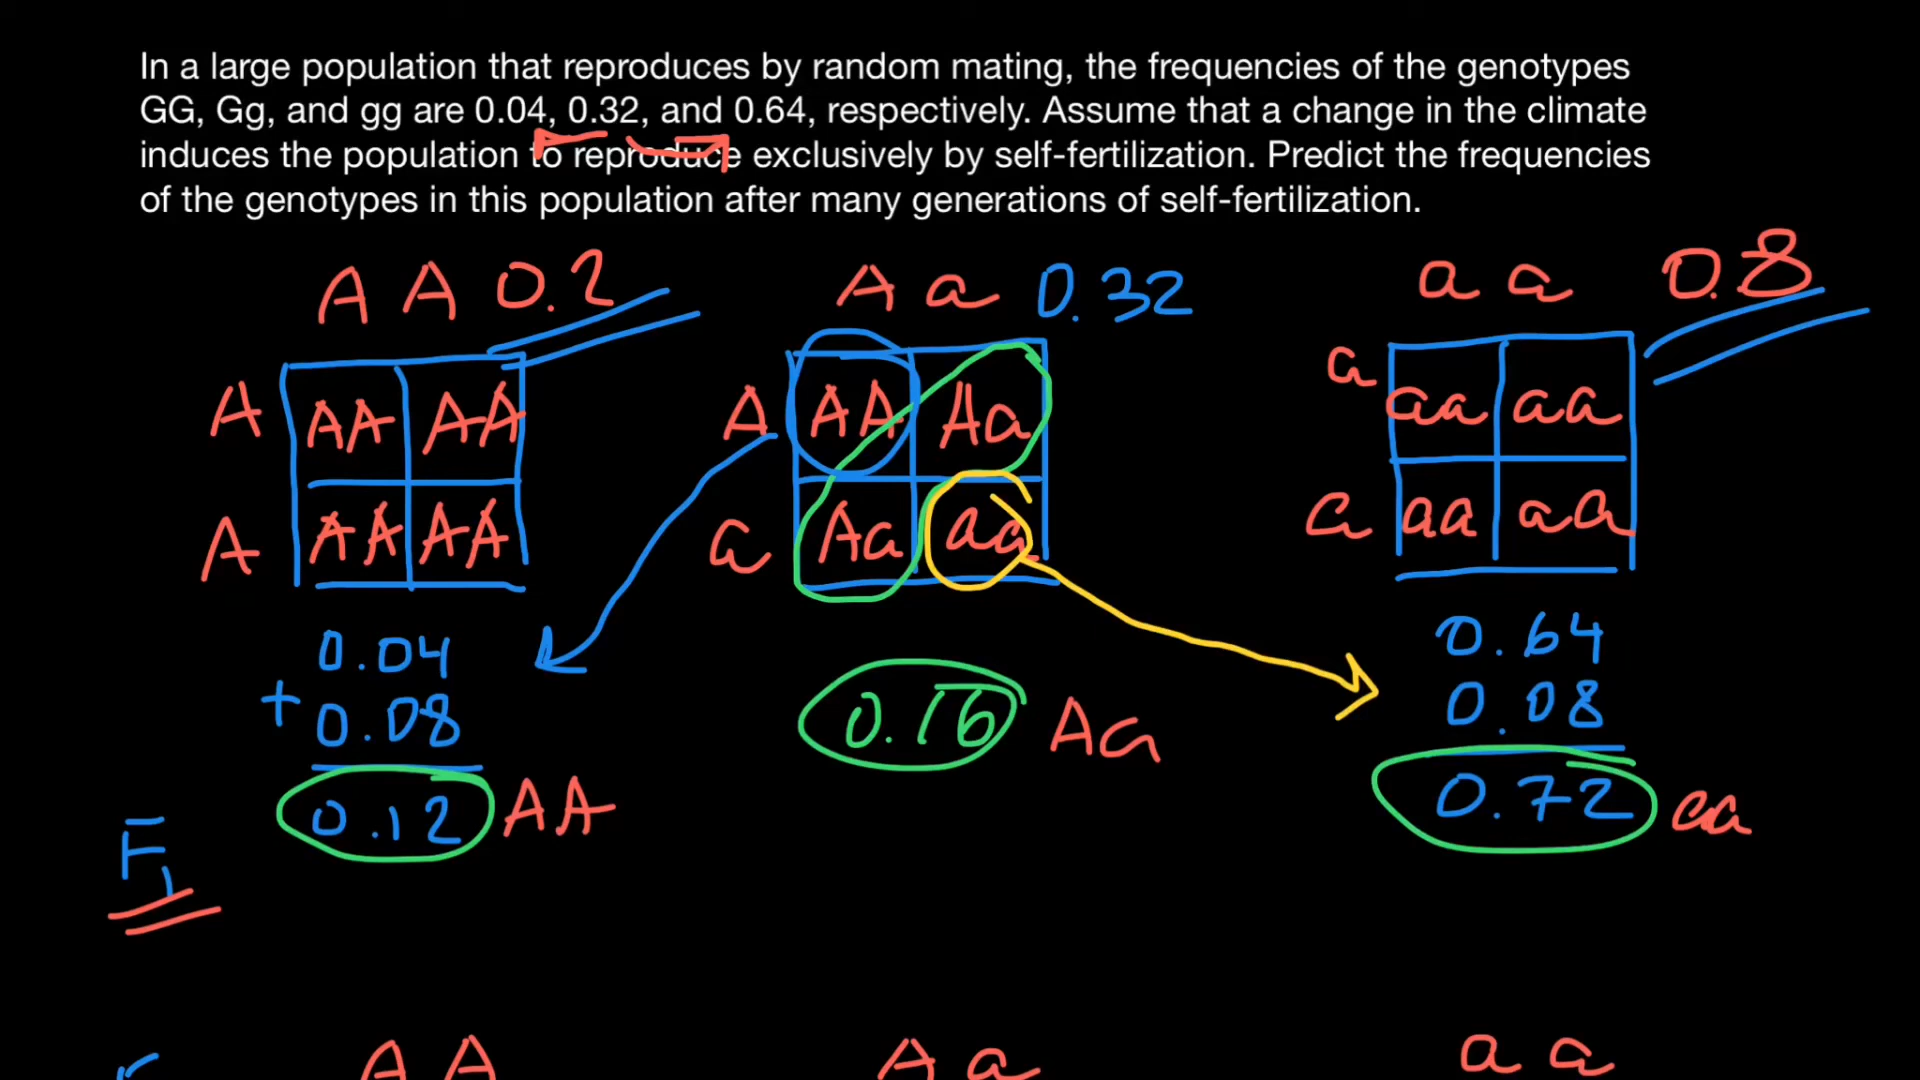 In a large population that reproduces by random mating, the frequencies of the genotypes
GG, Gg, and gg are 0.04, 0.32, and 0.64, respectively. Assume that a change in the climate
induces the population to reproduce exclusively by self-fertilization. Predict the frequencies
of the genotypes in this population after many generations of self-fertilization.
A A 0.2 A a 0.32 a a 0.8
A AA AA A AA Aa a aa aa
A AA AA a Aa aa a aa aa
0.04 0.64
+ 0.08 0.16 Aa 0.08
0.12 AA 0.72 aa
F1
A A A a a a